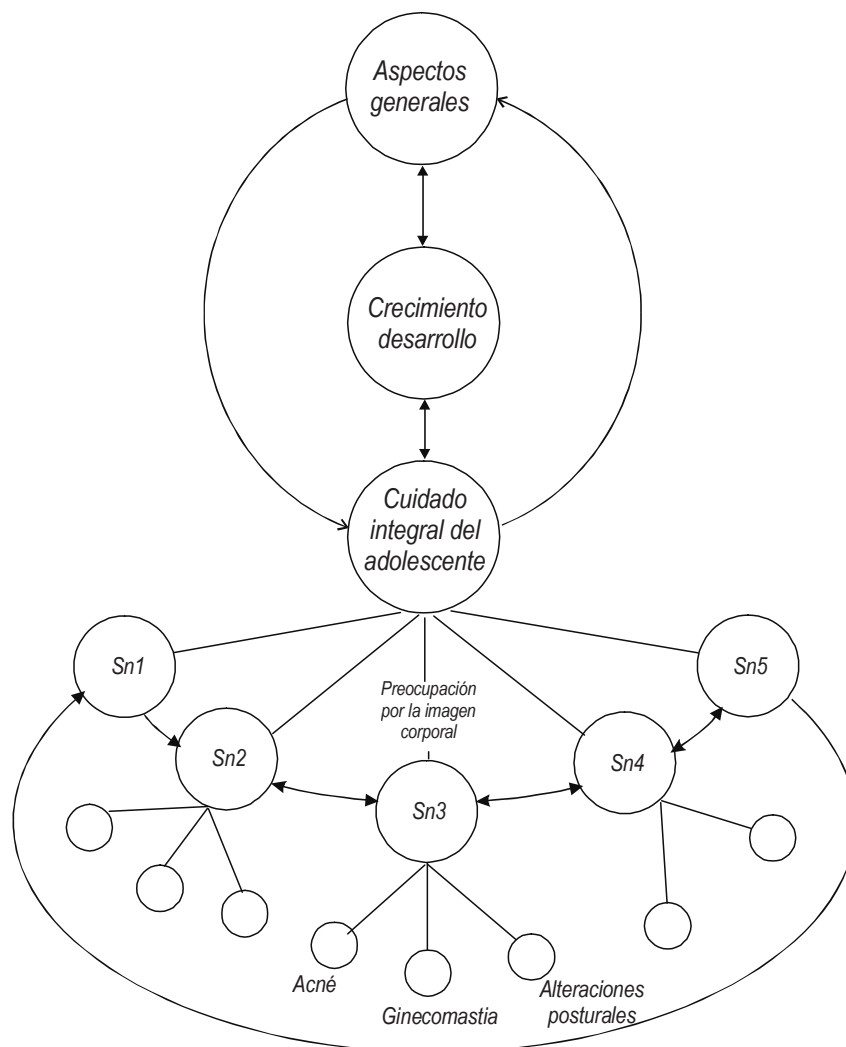 Aspectos
generales
Crecimiento
desarrollo
Cuidado
integral del
adolescente
Sn1
Sn5
Preocupación
por la imagen
corporal
Sn2
Sn4
Sn3
Acné
Ginecomastia
Alteraciones
posturales